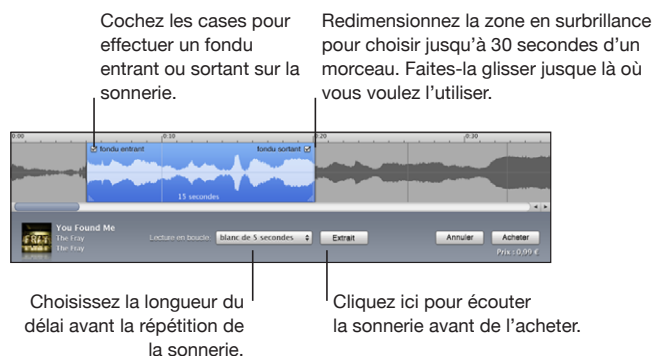 Cochez les cases pour
effectuer un fondu
entrant ou sortant sur la
sonnerie.
Redimensionnez la zone en surbrillance
pour choisir jusqu’à 30 secondes d’un
morceau. Faites-la glisser jusque là où
vous voulez l’utiliser.
0:00 0:10 0:20 0:30
fondu entrant fondu sortant
15 secondes
You Found Me
The Fray
The Fray
Lecture en boucle blanc de 5 secondes Extrait Annuler Acheter
Prix : 0,99 €
Choisissez la longueur du
délai avant la répétition de
la sonnerie.
Cliquez ici pour écouter
la sonnerie avant de l’acheter.